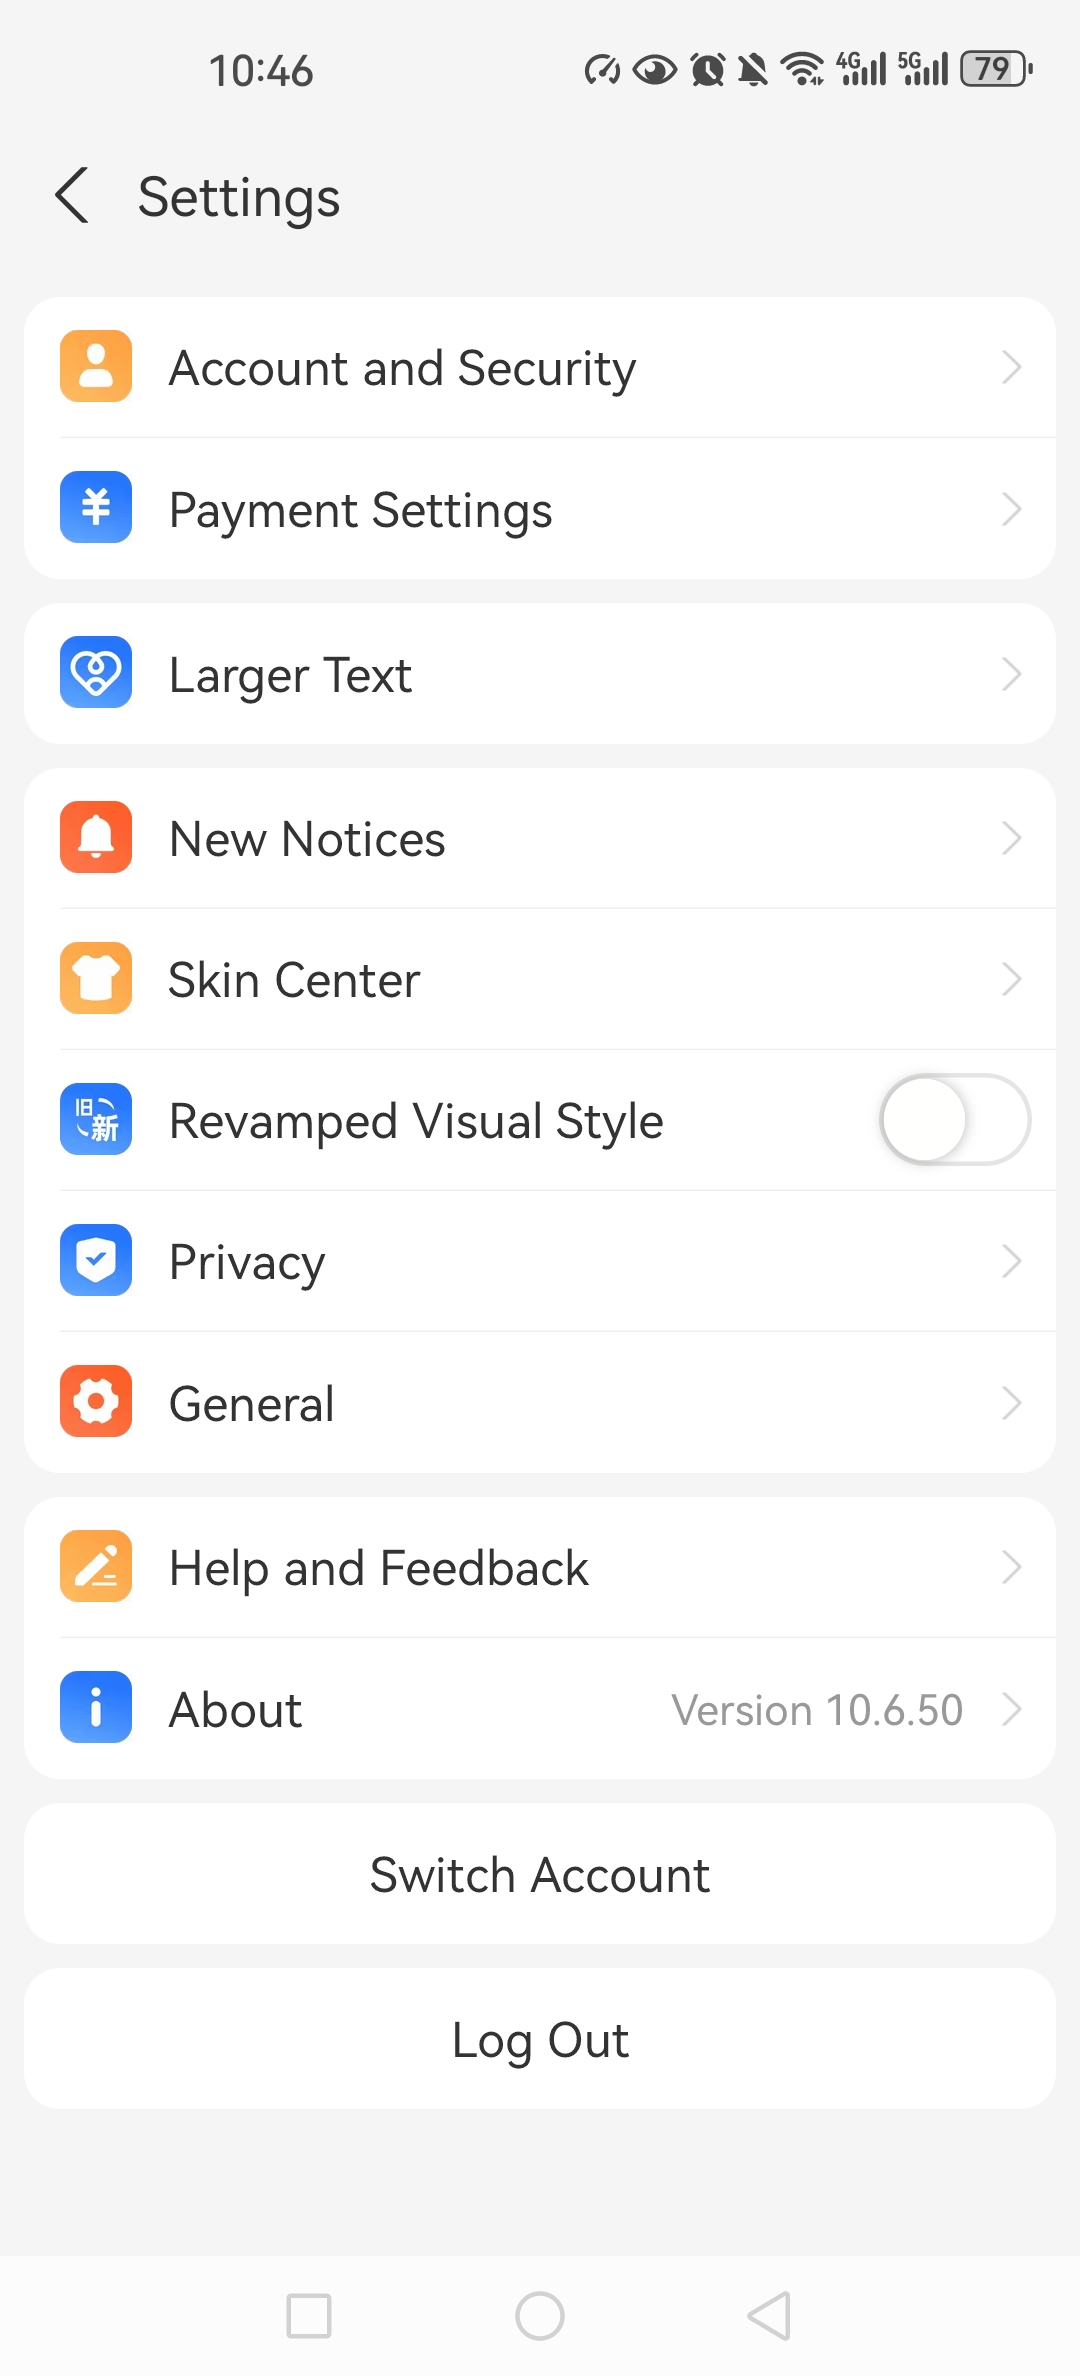 10:46
4G 5G 79
Settings
Account and Security
¥ Payment Settings
Larger Text
New Notices
Skin Center
旧新 Revamped Visual Style
Privacy
General
Help and Feedback
About Version 10.6.50
Switch Account
Log Out